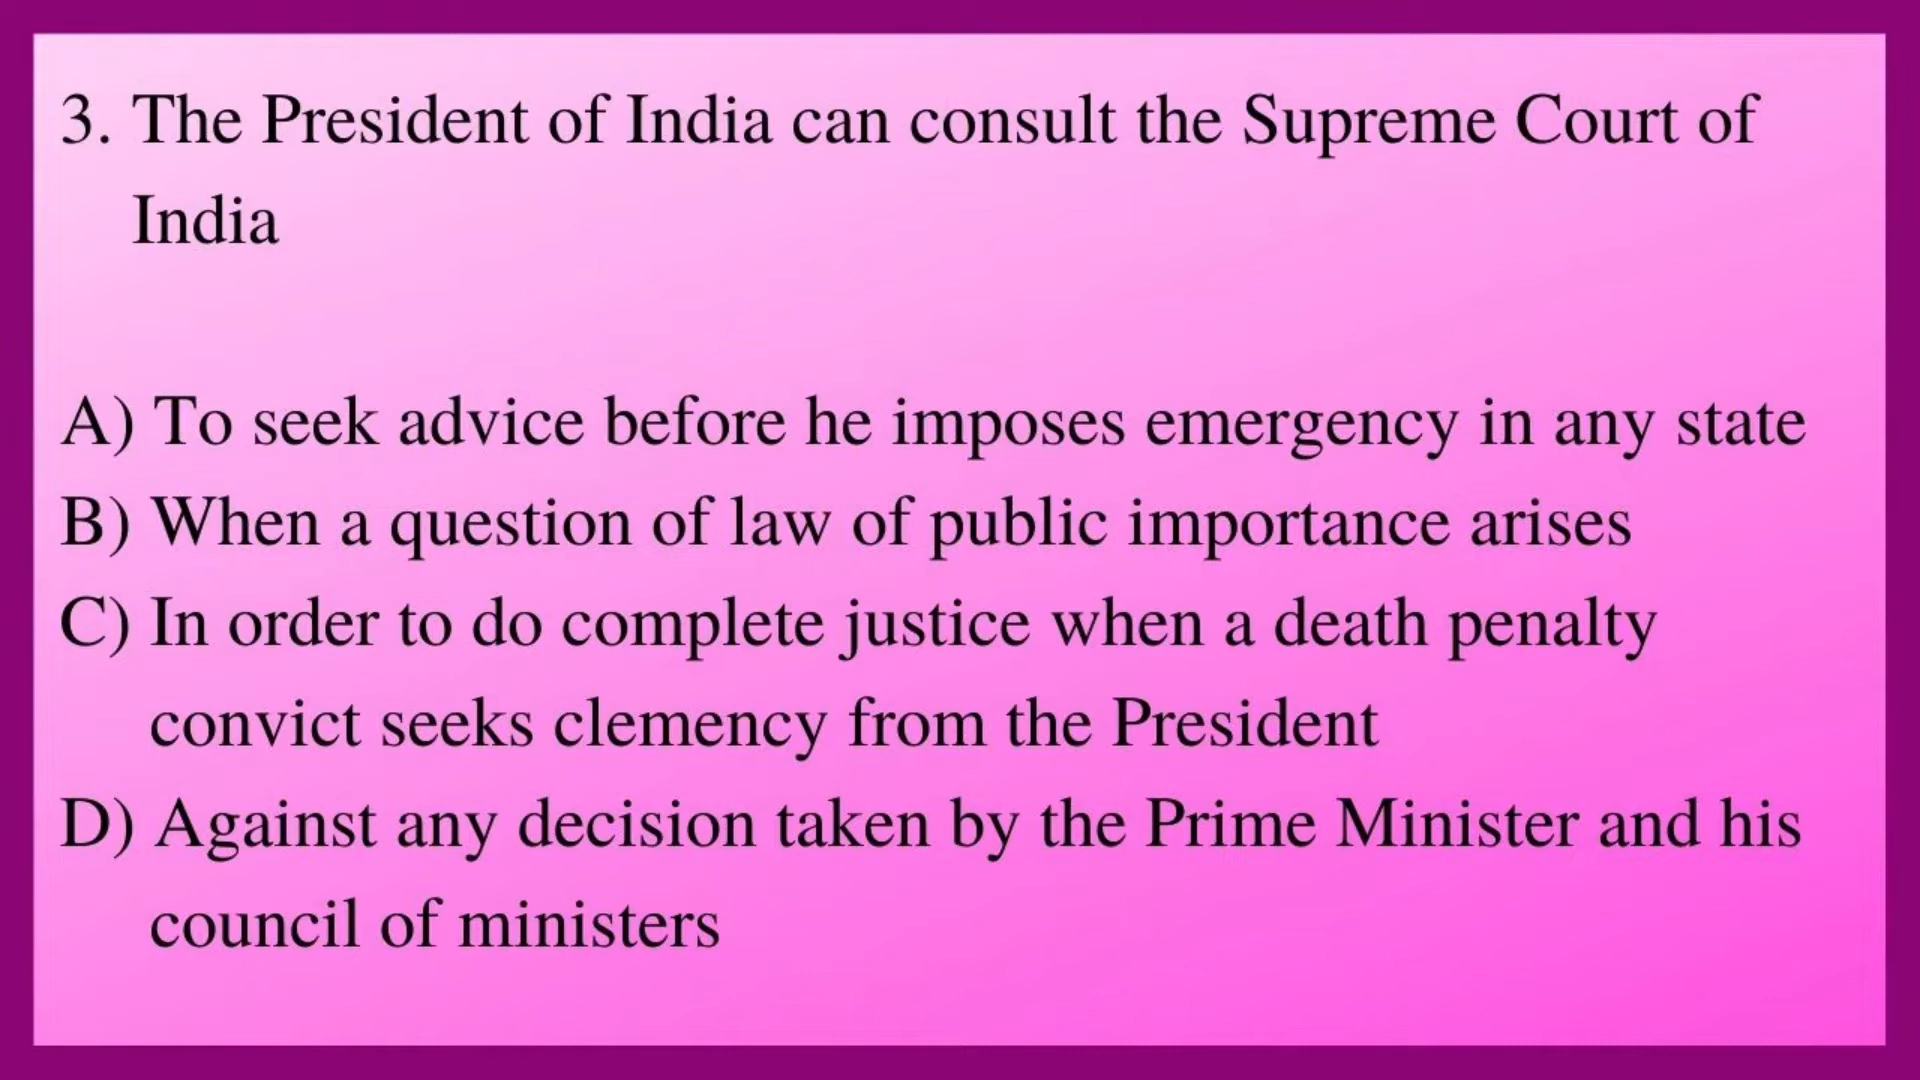 3. The President of India can consult the Supreme Court of
India
A) To seek advice before he imposes emergency in any state
B) When a question of law of public importance arises
C) In order to do complete justice when a death penalty
convict seeks clemency from the President
D) Against any decision taken by the Prime Minister and his
council of ministers